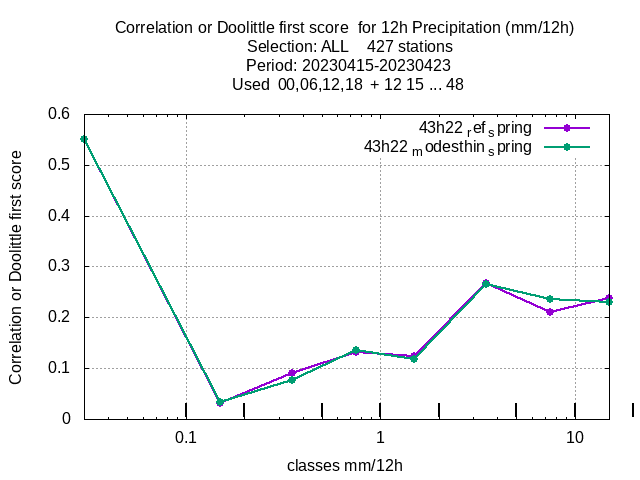 Correlation or Doolittle first score  for 12h Precipitation (mm/12h)
Selection: ALL    427 stations
Period: 20230415-20230423
Used  00,06,12,18  + 12 15 ... 48
43h22 ref spring
43h22 modesthin spring
Correlation or Doolittle first score
0.6
0.5
0.4
0.3
0.2
0.1
0
0.1
1
10
classes mm/12h